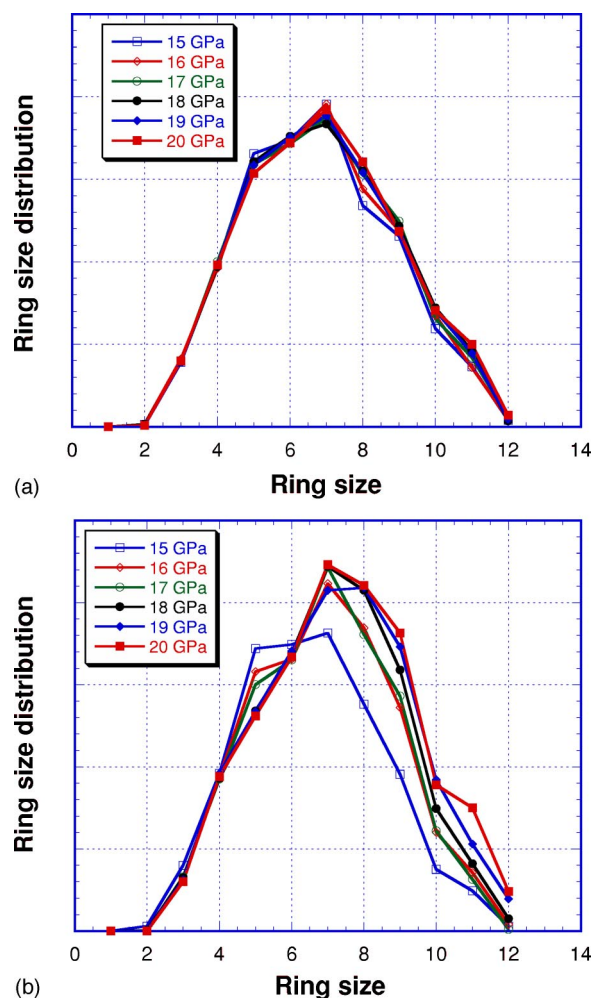 15 GPa
16 GPa
17 GPa
18 GPa
19 GPa
20 GPa
Ring size distribution
0 2 4 6 8 10 12 14
(a)
Ring size
15 GPa
16 GPa
17 GPa
18 GPa
19 GPa
20 GPa
Ring size distribution
0 2 4 6 8 10 12 14
(b)
Ring size